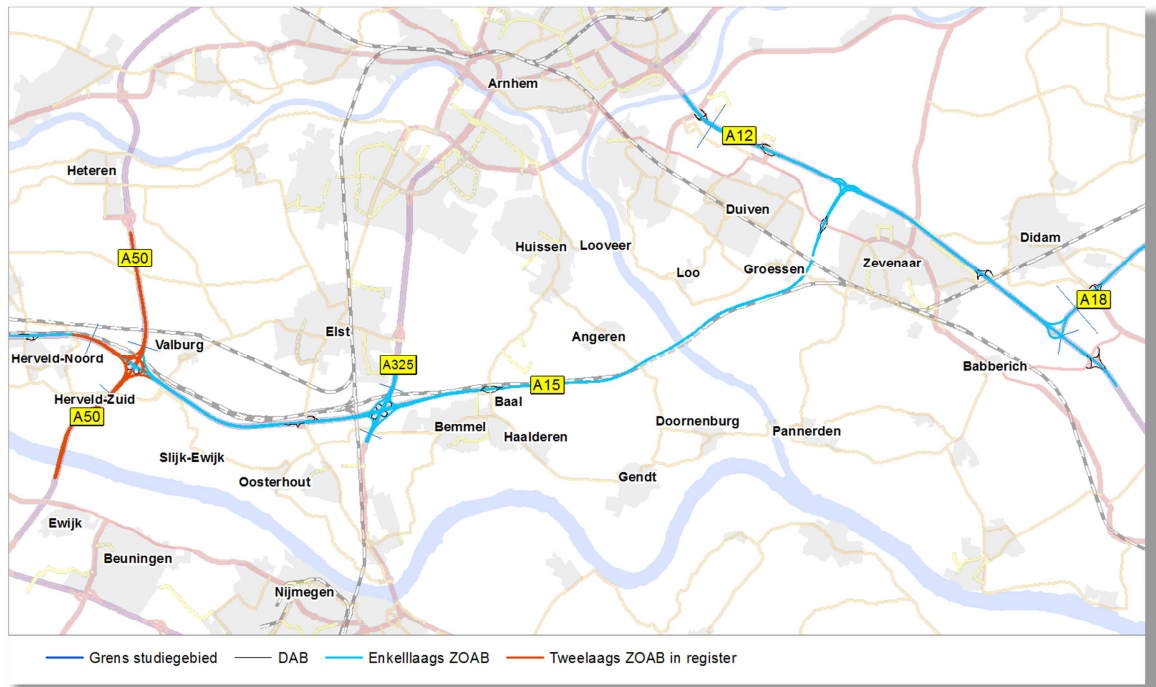 Arnhem
A12
Heteren
Duiven
Didam
Huissen
Looveer
A50
Loo
Groessen
Zevenaar
A18
Elst
Angeren
Valburg
Herveld-Noord
A325
Babberich
A15
Herveld-Zuid
Baal
A50
Bemmel
Haalderen
Doornenburg
Pannerden
Slijk-Ewijk
Oosterhout
Gendt
Ewijk
Beuningen
Nijmegen
Grens studiegebied DAB Enkelllaags ZOAB Tweelaags ZOAB in register